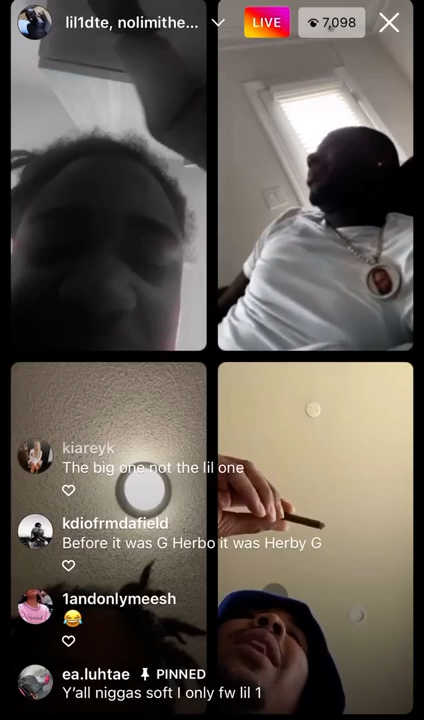 lil1dte, nolimithe...
LIVE
7,098
kiareyk
The big one not the lil one
kdiofrmdafield
Before it was G Herbo it was Herby G
1andonlymeesh
😂
ea.luhtae PINNED
Y'all niggas soft I only fw lil 1